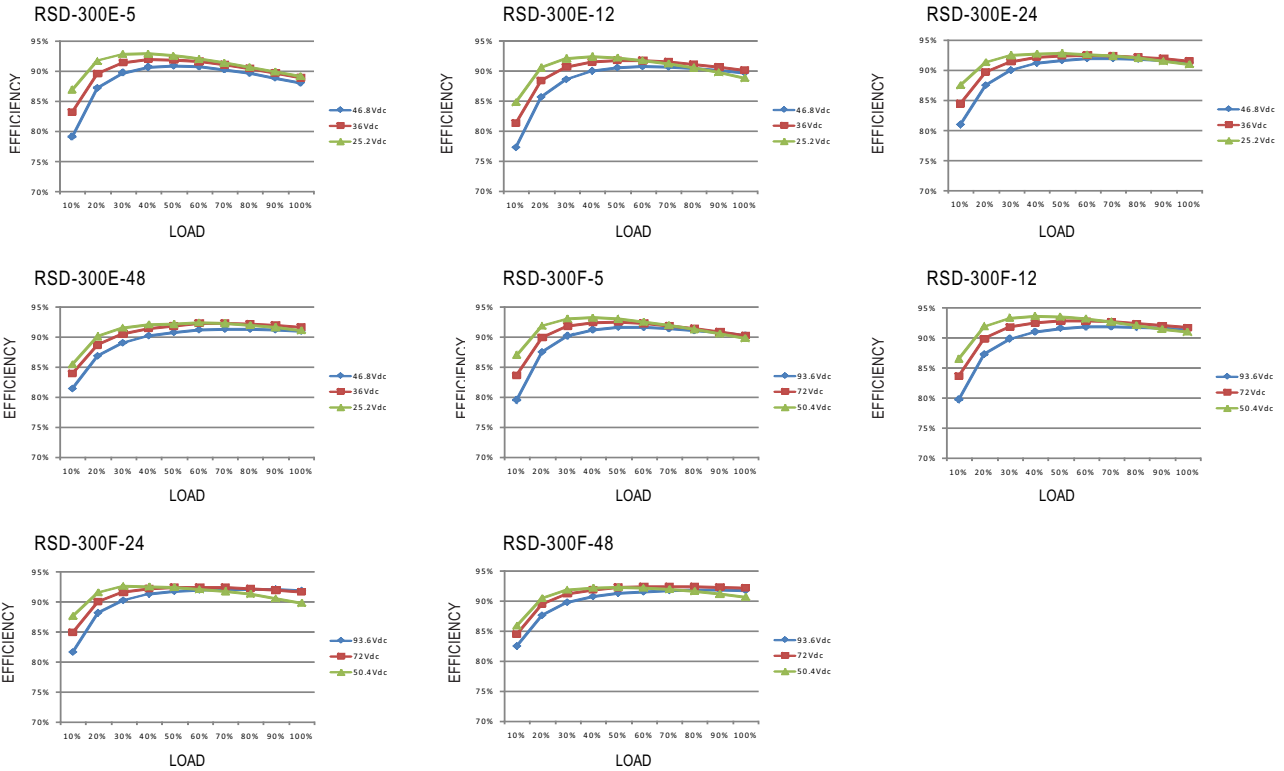 RSD-300E-5
EFFICIENCY
95%
90%
85%
80%
75%
70%
10% 20% 30% 40% 50% 60% 70% 80% 90% 100%
LOAD
46.8Vdc
36Vdc
25.2Vdc
RSD-300E-12
EFFICIENCY
95%
90%
85%
80%
75%
70%
10% 20% 30% 40% 50% 60% 70% 80% 90% 100%
LOAD
46.8Vdc
36Vdc
25.2Vdc
RSD-300E-24
EFFICIENCY
95%
90%
85%
80%
75%
70%
10% 20% 30% 40% 50% 60% 70% 80% 90% 100%
LOAD
46.8Vdc
36Vdc
25.2Vdc
RSD-300E-48
EFFICIENCY
95%
90%
85%
80%
75%
70%
10% 20% 30% 40% 50% 60% 70% 80% 90% 100%
LOAD
46.8Vdc
36Vdc
25.2Vdc
RSD-300F-5
EFFICIENCY
95%
90%
85%
80%
75%
70%
10% 20% 30% 40% 50% 60% 70% 80% 90% 100%
LOAD
93.6Vdc
72Vdc
50.4Vdc
RSD-300F-12
EFFICIENCY
95%
90%
85%
80%
75%
70%
10% 20% 30% 40% 50% 60% 70% 80% 90% 100%
LOAD
93.6Vdc
72Vdc
50.4Vdc
RSD-300F-24
EFFICIENCY
95%
90%
85%
80%
75%
70%
10% 20% 30% 40% 50% 60% 70% 80% 90% 100%
LOAD
93.6Vdc
72Vdc
50.4Vdc
RSD-300F-48
EFFICIENCY
95%
90%
85%
80%
75%
70%
10% 20% 30% 40% 50% 60% 70% 80% 90% 100%
LOAD
93.6Vdc
72Vdc
50.4Vdc